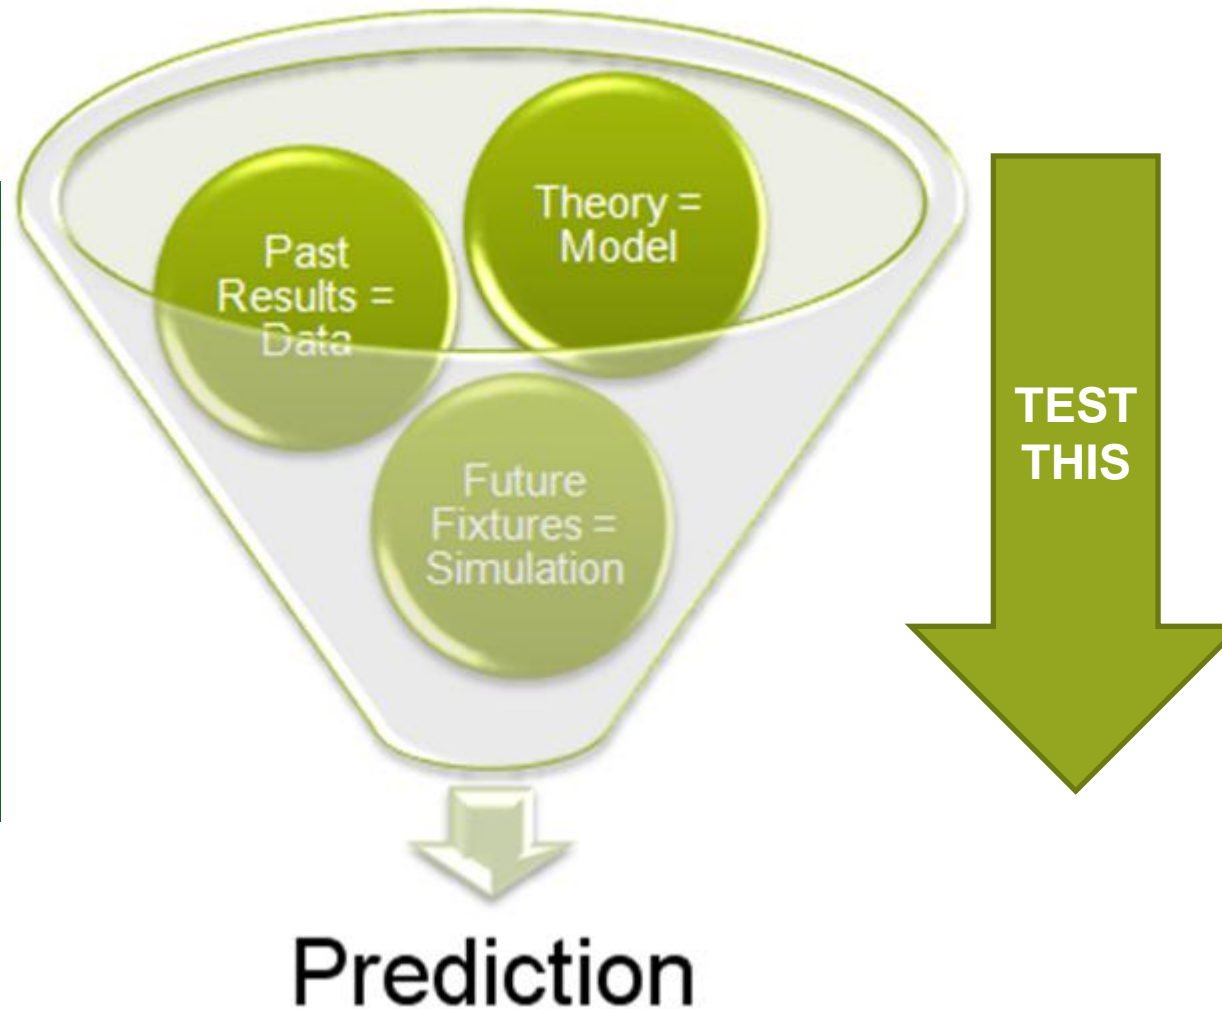 Theory =
Model
Past
Results =
Data
Future
Fixtures =
Simulation
TEST
THIS
Prediction